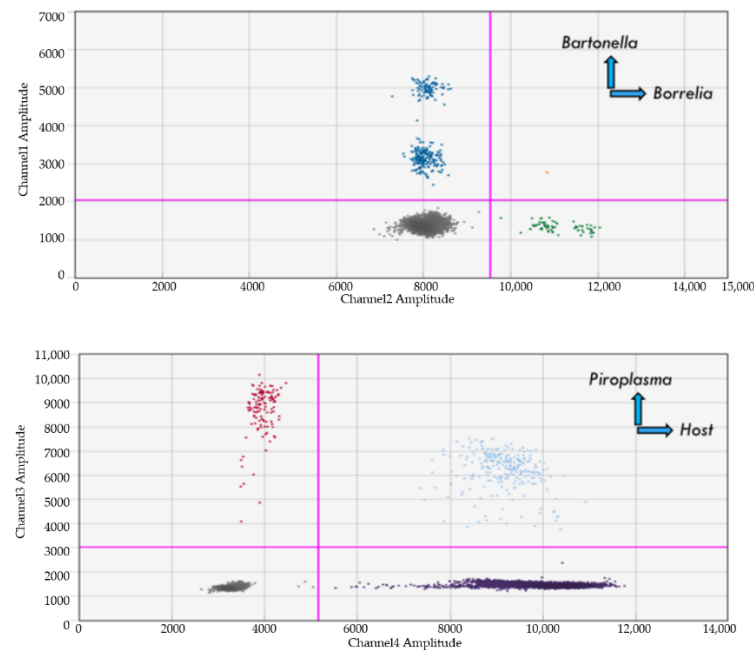 7000
6000
5000
4000
3000
2000
1000
0
Channel1 Amplitude
Bartonella
Borrelia
0 2000 4000 6000 8000 10,000 12,000 15,000
Channel2 Amplitude
11,000
10,000
9000
8000
7000
6000
5000
4000
3000
2000
1000
0
Channel3 Amplitude
Piroplasma
Host
0 2000 4000 6000 8000 10,000 12,000 14,000
Channel4 Amplitude